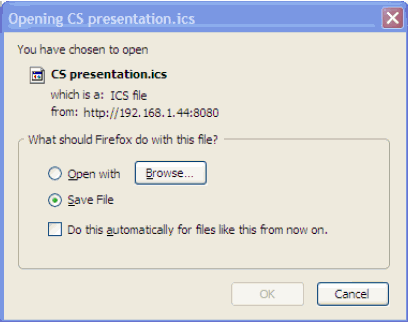 Opening CS presentation.ics
You have chosen to open
CS presentation.ics
which is a: ICS file
from: http://192.168.1.44:8080
What should Firefox do with this file?
Open with Browse...
Save File
Do this automatically for files like this from now on.
OK Cancel